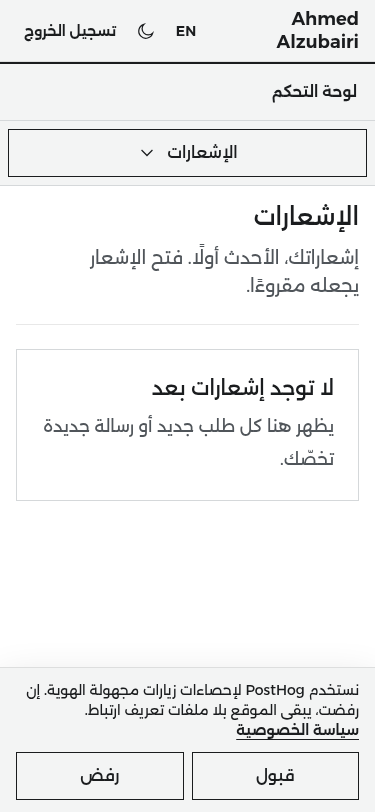 Ahmed
Alzubairi
EN
تسجيل الخروج
لوحة التحكم
الإشعارات
الإشعارات
إشعاراتك، الأحدث أولًا. فتح الإشعار
يجعله مقروءًا.
لا توجد إشعارات بعد
يظهر هنا كل طلب جديد أو رسالة جديدة
تخصّك.
نستخدم PostHog لإحصاءات زيارات مجهولة الهوية. إن
رفضت، يبقى الموقع بلا ملفات تعريف ارتباط.
سياسة الخصوصية
قبول
رفض